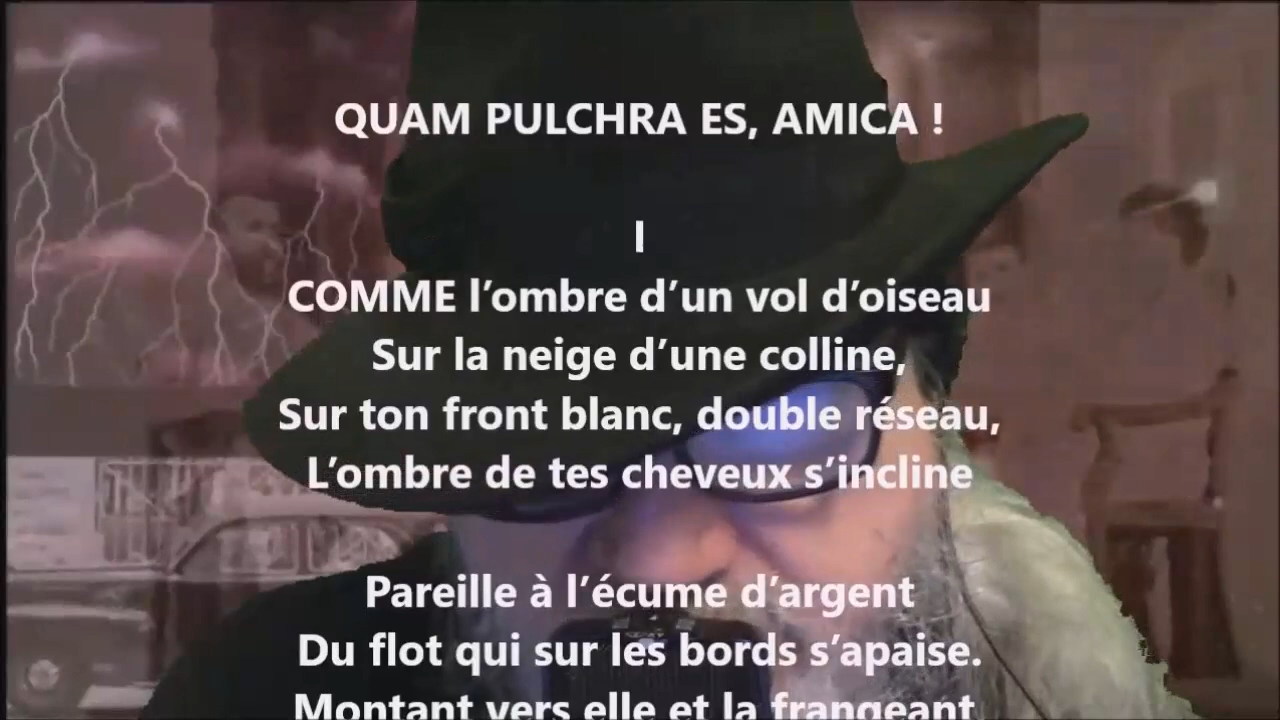 QUAM PULCHRA ES, AMICA !
I
COMME l’ombre d’un vol d’oiseau
Sur la neige d’une colline,
Sur ton front blanc, double réseau,
L’ombre de tes cheveux s’incline
Pareille à l’écume d’argent
Du flot qui sur les bords s’apaise.
Montant vers elle et la frangeant